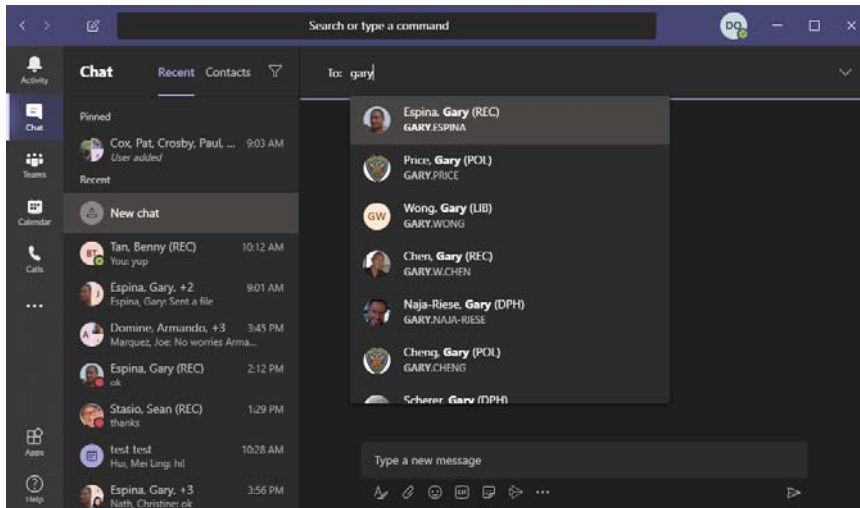 Search or type a command
DO
Activity
Chat
Teams
Calendar
Calls
Apps
Help
Chat
Recent
Contacts
Pinned
Cox, Pat, Crosby, Paul, ...
9:03 AM
User added
Recent
New chat
BT
Tan, Benny (REC)
10:12 AM
You: yup
J
Espina, Gary, +2
9:01 AM
Espina, Gary: Sent a file
A
Domine, Armando, +3
3:45 PM
Marquez, Joe: No worries Arma...
Espina, Gary (REC)
2:12 PM
ok
Stasio, Sean (REC)
1:29 PM
thanks
test test
10:28 AM
Hui, Mei Ling: hi!
Espina, Gary, +3
3:56 PM
Nath, Christine: ok
To: gary
Espina, Gary (REC)
GARY.ESPINA
Price, Gary (POL)
GARY.PRICE
GW
Wong, Gary (LIB)
GARY.WONG
Chen, Gary (REC)
GARY.W.CHEN
Naja-Riese, Gary (DPH)
GARY.NAJA-RIESE
Cheng, Gary (POL)
GARY.CHENG
Scherer, Gary (DPH)
Type a new message
GIF